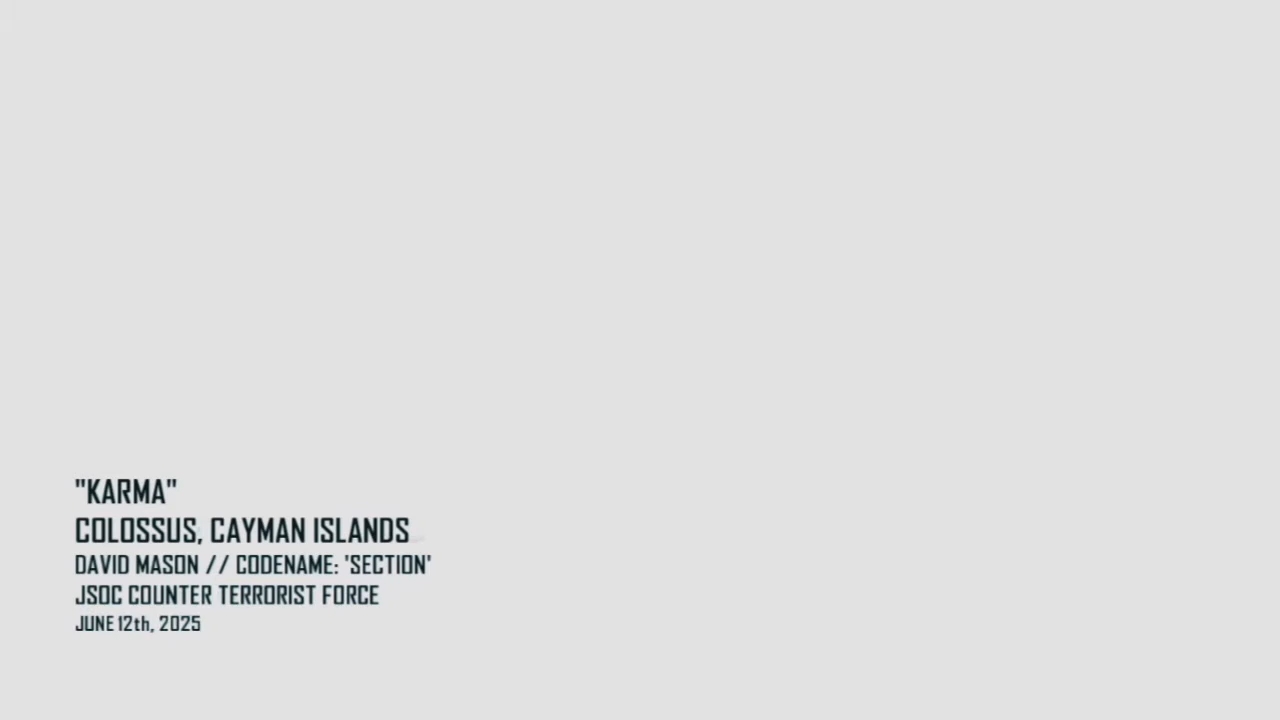 "KARMA"
COLOSSUS, CAYMAN ISLANDS
DAVID MASON // CODENAME: 'SECTION'
JSOC COUNTER TERRORIST FORCE
JUNE 12th, 2025